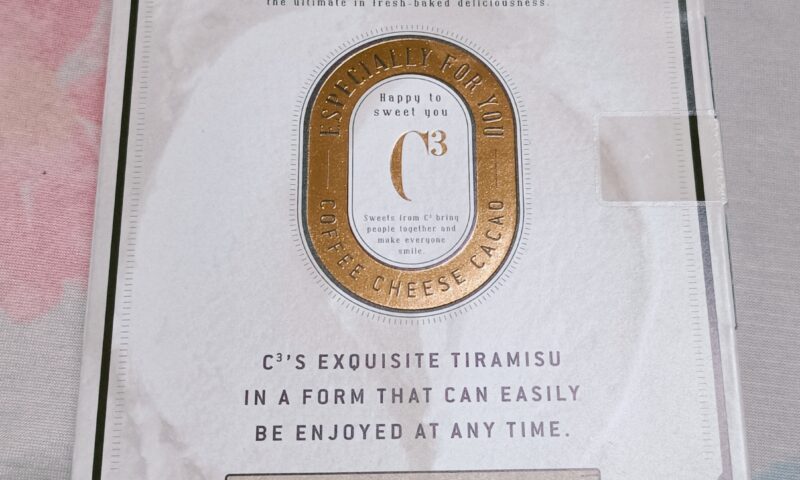 the ultimate in fresh-baked deliciousness.
ESPECIALLY FOR YOU
Happy to
sweet you
C³
Sweets from C³ bring
people together and
make everyone
smile.
COFFEE CHEESE CACAO
C³'S EXQUISITE TIRAMISU
IN A FORM THAT CAN EASILY
BE ENJOYED AT ANY TIME.